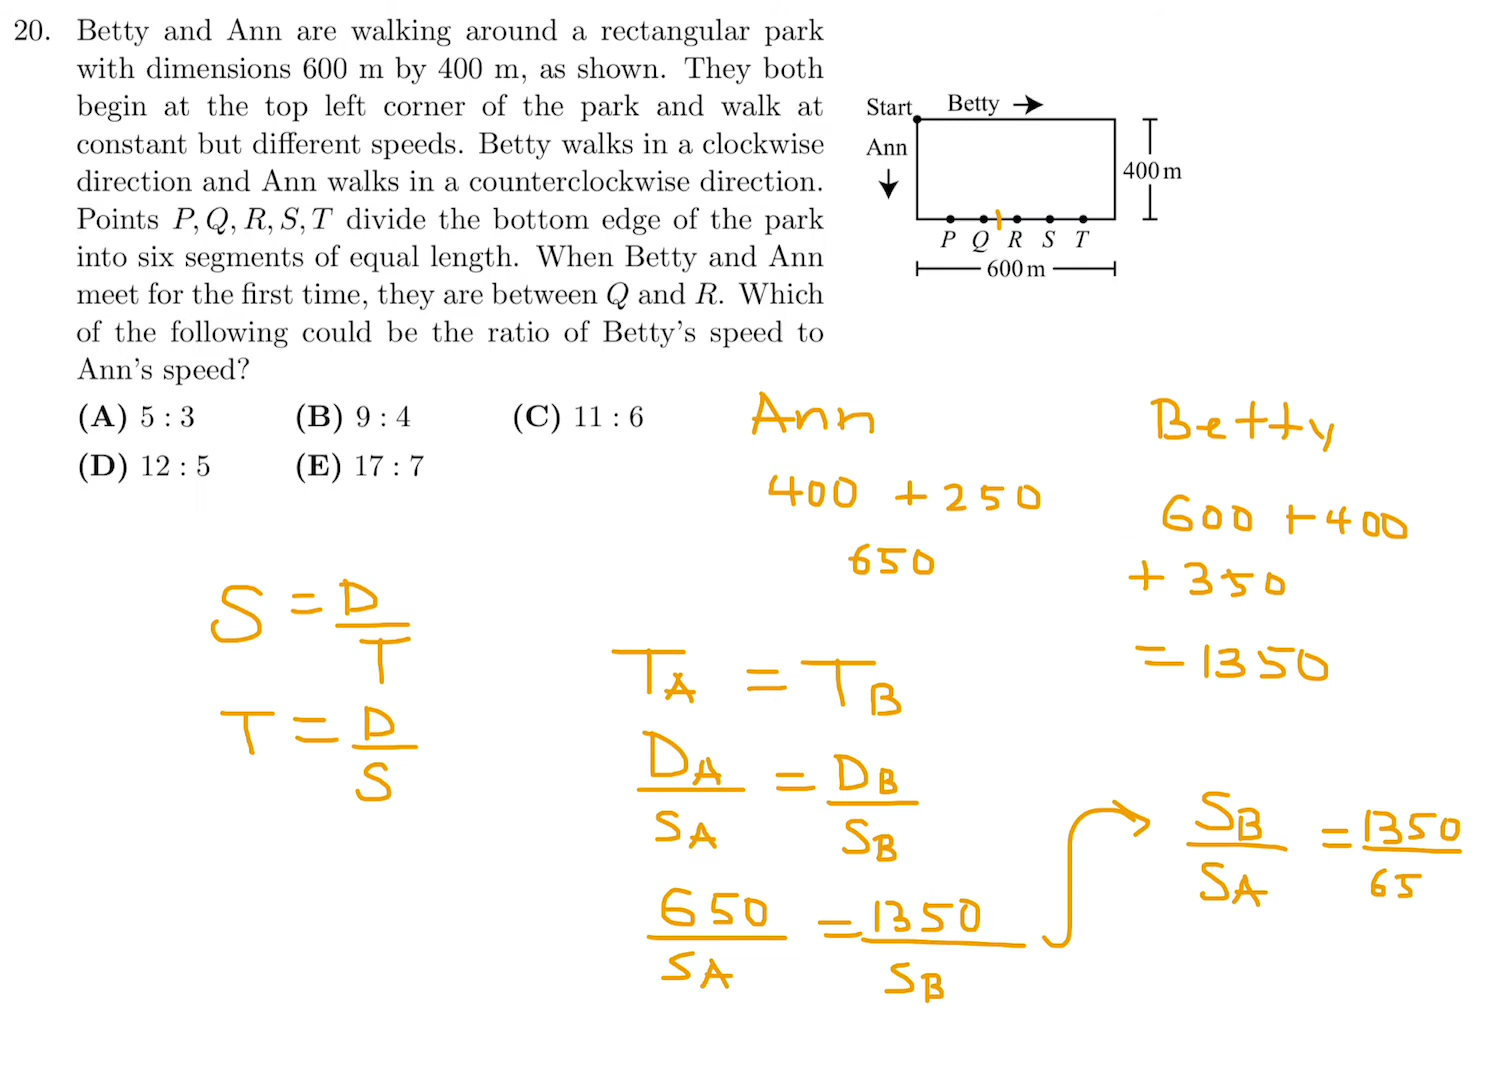 20. Betty and Ann are walking around a rectangular park
with dimensions 600 m by 400 m, as shown. They both
begin at the top left corner of the park and walk at
constant but different speeds. Betty walks in a clockwise
direction and Ann walks in a counterclockwise direction.
Points P, Q, R, S, T divide the bottom edge of the park
into six segments of equal length. When Betty and Ann
meet for the first time, they are between Q and R. Which
of the following could be the ratio of Betty's speed to
Ann's speed?
(A) 5 : 3 (B) 9 : 4 (C) 11 : 6
(D) 12 : 5 (E) 17 : 7
Start Betty →
Ann
↓
400 m
P Q R S T
600 m
Ann
400 + 250
650
Betty
600 + 400
+ 350
= 1350
S = D/T
T = D/S
TA = TB
DA/SA = DB/SB
650/SA = 1350/SB
SB/SA = 1350/65